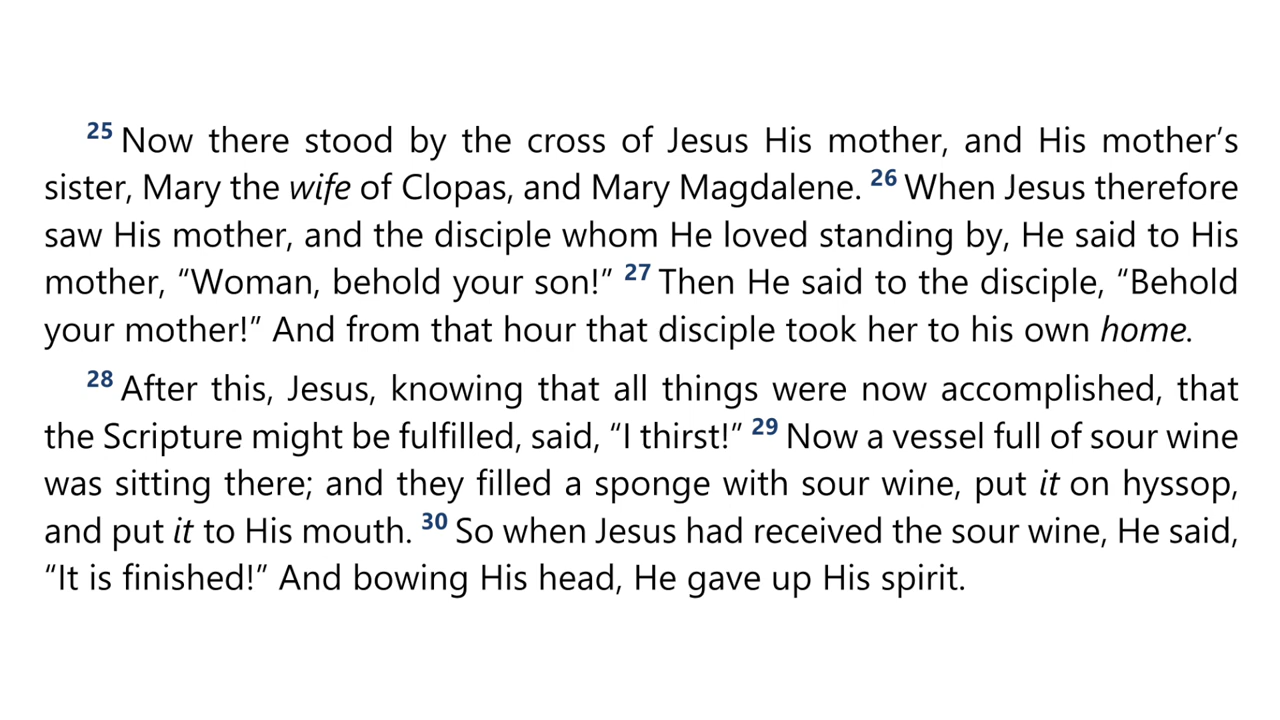 25 Now there stood by the cross of Jesus His mother, and His mother’s
sister, Mary the wife of Clopas, and Mary Magdalene. 26 When Jesus therefore
saw His mother, and the disciple whom He loved standing by, He said to His
mother, “Woman, behold your son!” 27 Then He said to the disciple, “Behold
your mother!” And from that hour that disciple took her to his own home.
28 After this, Jesus, knowing that all things were now accomplished, that
the Scripture might be fulfilled, said, “I thirst!” 29 Now a vessel full of sour wine
was sitting there; and they filled a sponge with sour wine, put it on hyssop,
and put it to His mouth. 30 So when Jesus had received the sour wine, He said,
“It is finished!” And bowing His head, He gave up His spirit.